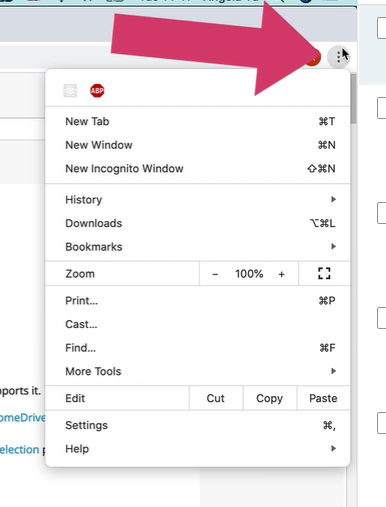 ABP
New Tab ⌘T
New Window ⌘N
New Incognito Window ⇧⌘N
History
Downloads ⌥⌘L
Bookmarks
Zoom - 100% +
Print... ⌘P
Cast...
Find... ⌘F
More Tools
Edit Cut Copy Paste
Settings ⌘,
Help
pports it.
omeDrive
election